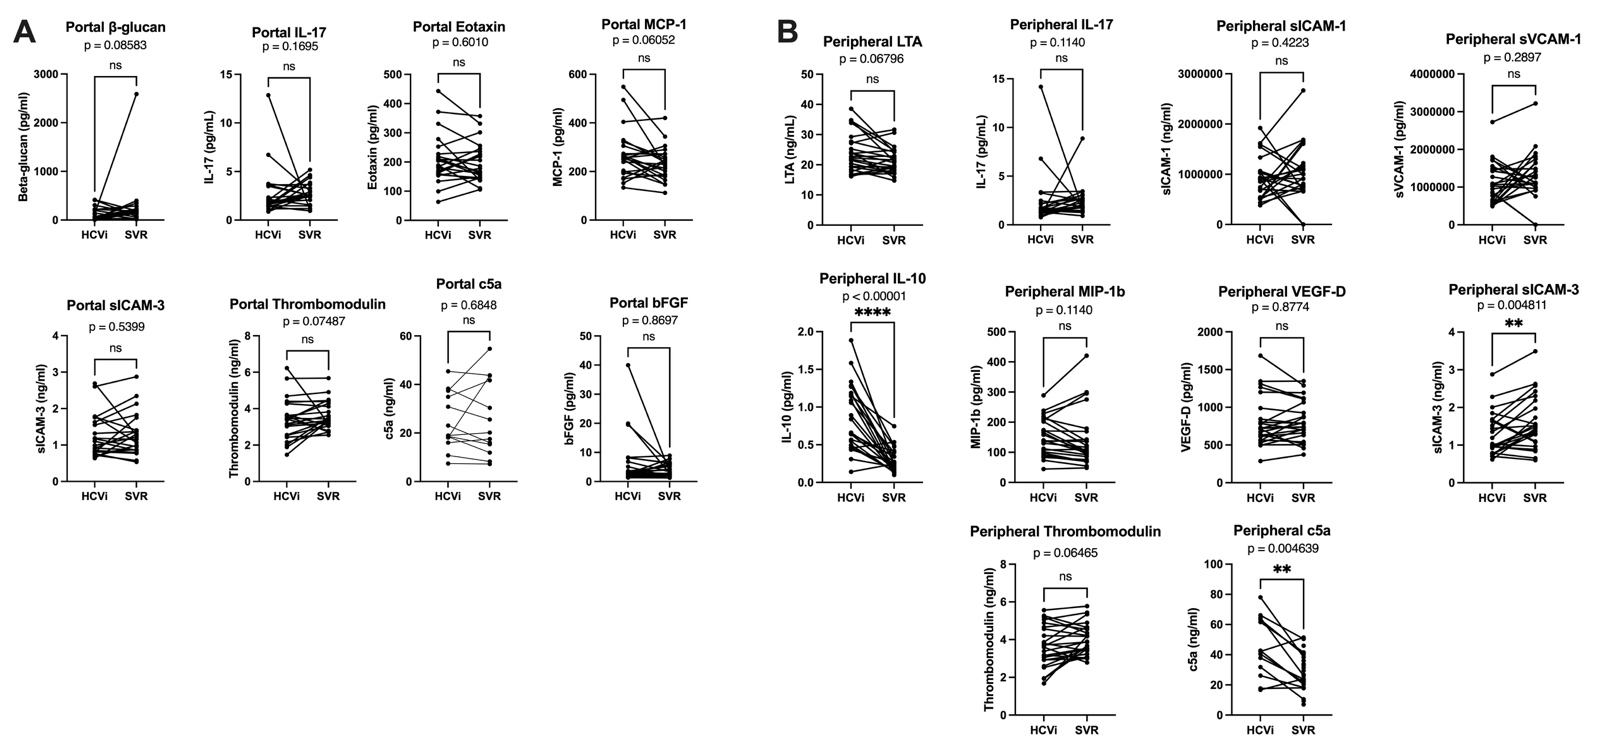 A
Portal β-glucan
p = 0.08583
ns
Beta-glucan (pg/ml)
3000
2000
1000
0
HCVi SVR
Portal IL-17
p = 0.1695
ns
IL-17 (pg/mL)
15
10
5
0
HCVi SVR
Portal Eotaxin
p = 0.6010
ns
Eotaxin (pg/ml)
500
400
300
200
100
0
HCVi SVR
Portal MCP-1
p = 0.06052
ns
MCP-1 (pg/ml)
600
400
200
0
HCVi SVR
Portal sICAM-3
p = 0.5399
ns
sICAM-3 (ng/ml)
4
3
2
1
0
HCVi SVR
Portal Thrombomodulin
p = 0.07487
ns
Thrombomodulin (ng/ml)
8
6
4
2
0
HCVi SVR
Portal c5a
p = 0.6848
ns
c5a (ng/ml)
60
40
20
0
HCVi SVR
Portal bFGF
p = 0.8697
ns
bFGF (pg/ml)
50
40
30
20
10
0
HCVi SVR
B
Peripheral LTA
p = 0.06796
ns
LTA (ng/mL)
50
40
30
20
10
0
HCVi SVR
Peripheral IL-17
p = 0.1140
ns
IL-17 (pg/mL)
15
10
5
0
HCVi SVR
Peripheral sICAM-1
p = 0.4223
ns
sICAM-1 (ng/mL)
3000000
2000000
1000000
0
HCVi SVR
Peripheral sVCAM-1
p = 0.2897
ns
sVCAM-1 (pg/mL)
4000000
3000000
2000000
1000000
0
HCVi SVR
Peripheral IL-10
p < 0.00001
****
IL-10 (pg/mL)
2.0
1.5
1.0
0.5
0.0
HCVi SVR
Peripheral MIP-1b
p = 0.1140
ns
MIP-1b (pg/mL)
500
400
300
200
100
0
HCVi SVR
Peripheral VEGF-D
p = 0.8774
ns
VEGF-D (pg/ml)
2000
1500
1000
500
0
HCVi SVR
Peripheral sICAM-3
p = 0.004811
**
sICAM-3 (ng/ml)
4
3
2
1
0
HCVi SVR
Peripheral Thrombomodulin
p = 0.06465
ns
Thrombomodulin (ng/ml)
8
6
4
2
0
HCVi SVR
Peripheral c5a
p = 0.004639
**
c5a (ng/ml)
100
80
60
40
20
0
HCVi SVR